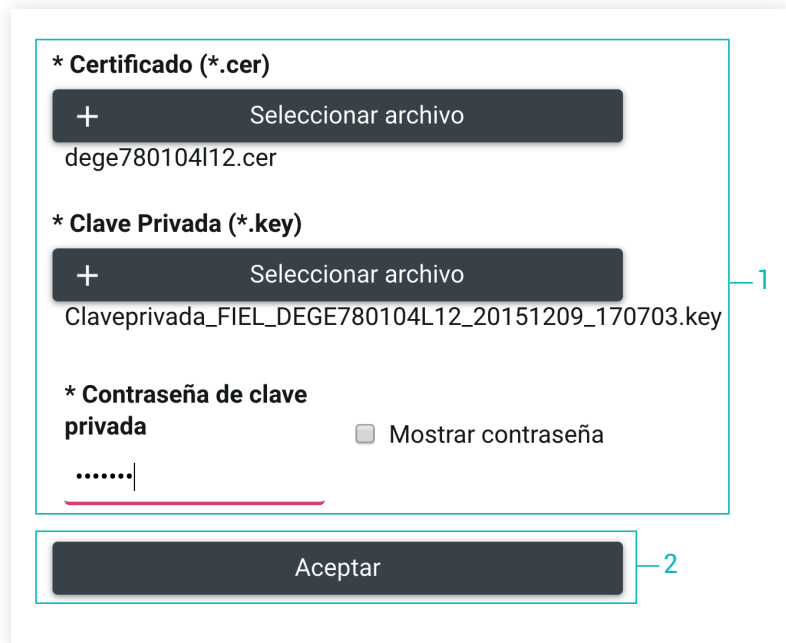 * Certificado (*.cer)
+ Seleccionar archivo
dege780104l12.cer
* Clave Privada (*.key)
+ Seleccionar archivo
1
Claveprivada_FIEL_DEGE780104L12_20151209_170703.key
* Contraseña de clave
privada
Mostrar contraseña
•••••••
Aceptar
2